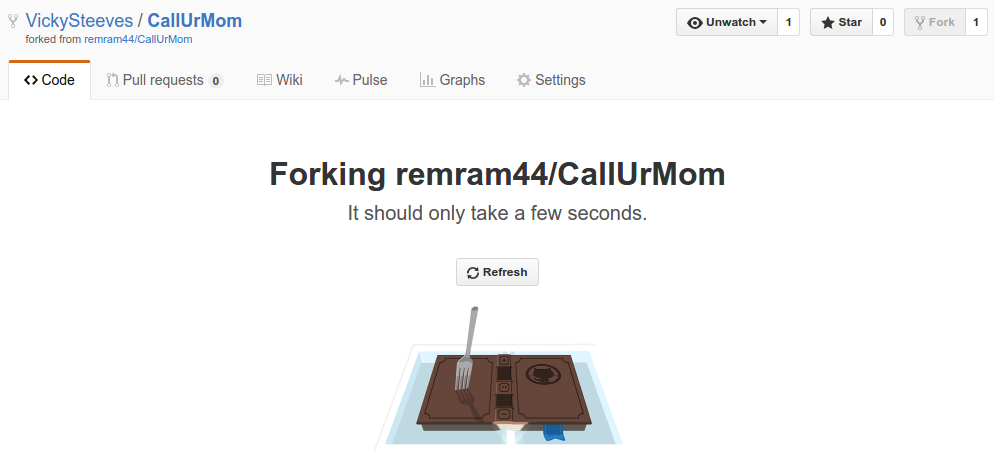 VickySteeves / CallUrMom
forked from remram44/CallUrMom
Unwatch 1 Star 0 Fork 1
Code Pull requests 0 Wiki Pulse Graphs Settings
Forking remram44/CallUrMom
It should only take a few seconds.
Refresh